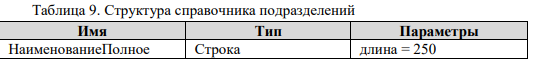 Таблица 9. Структура справочника подразделений
Имя Тип Параметры
НаименованиеПолное Строка длина = 250